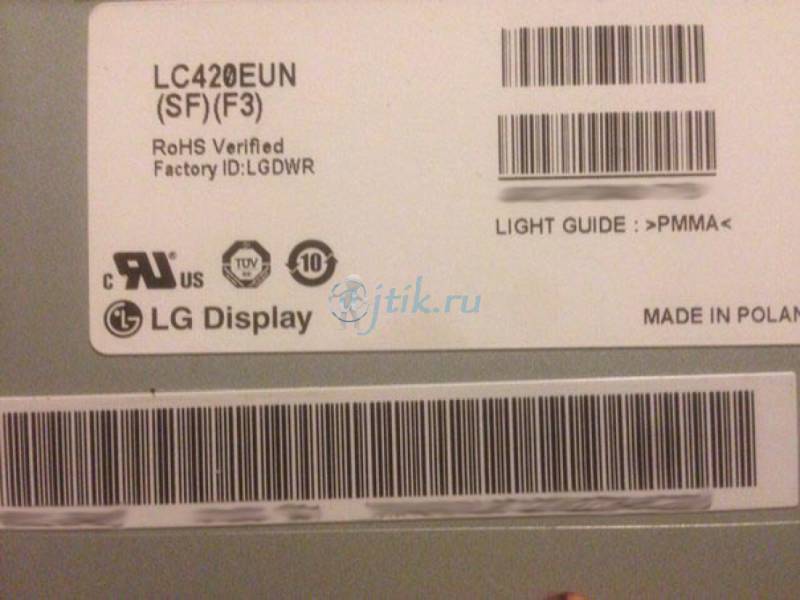 LC420EUN
(SF)(F3)
RoHS Verified
Factory ID:LGDWR
LIGHT GUIDE : >PMMA<
c RU US
TÜV
10
jtik.ru
LG Display
MADE IN POLAN